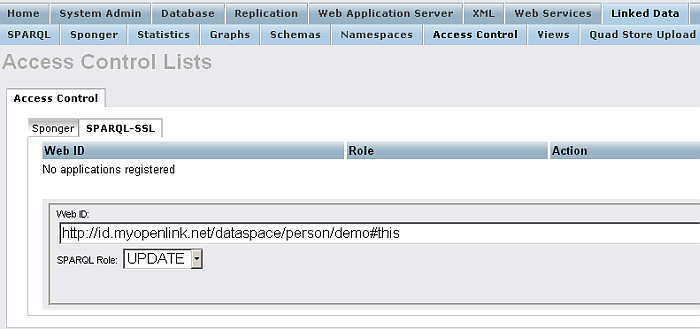 Home System Admin Database Replication Web Application Server XML Web Services Linked Data
SPARQL Sponger Statistics Graphs Schemas Namespaces Access Control Views Quad Store Upload
Access Control Lists
Access Control
Sponger SPARQL-SSL
Web ID Role Action
No applications registered
Web ID:
http://id.myopenlink.net/dataspace/person/demo#this
SPARQL Role: UPDATE